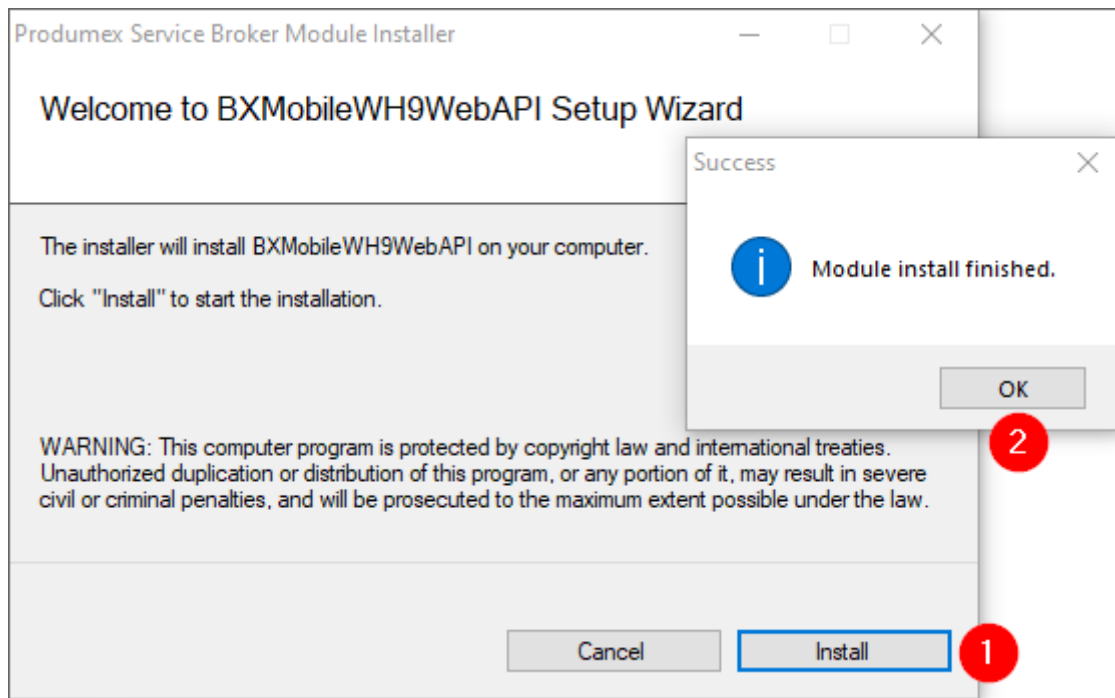 Produmex Service Broker Module Installer
Welcome to BXMobileWH9WebAPI Setup Wizard
Success
The installer will install BXMobileWH9WebAPI on your computer.
Click "Install" to start the installation.
i
Module install finished.
OK
2
WARNING: This computer program is protected by copyright law and international treaties.
Unauthorized duplication or distribution of this program, or any portion of it, may result in severe
civil or criminal penalties, and will be prosecuted to the maximum extent possible under the law.
Cancel
Install
1